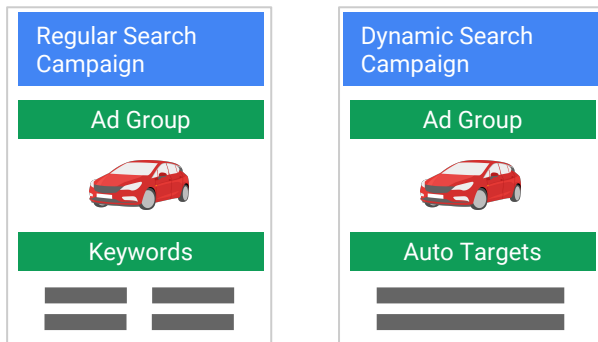 Regular Search
Campaign
Ad Group
Keywords
Dynamic Search
Campaign
Ad Group
Auto Targets